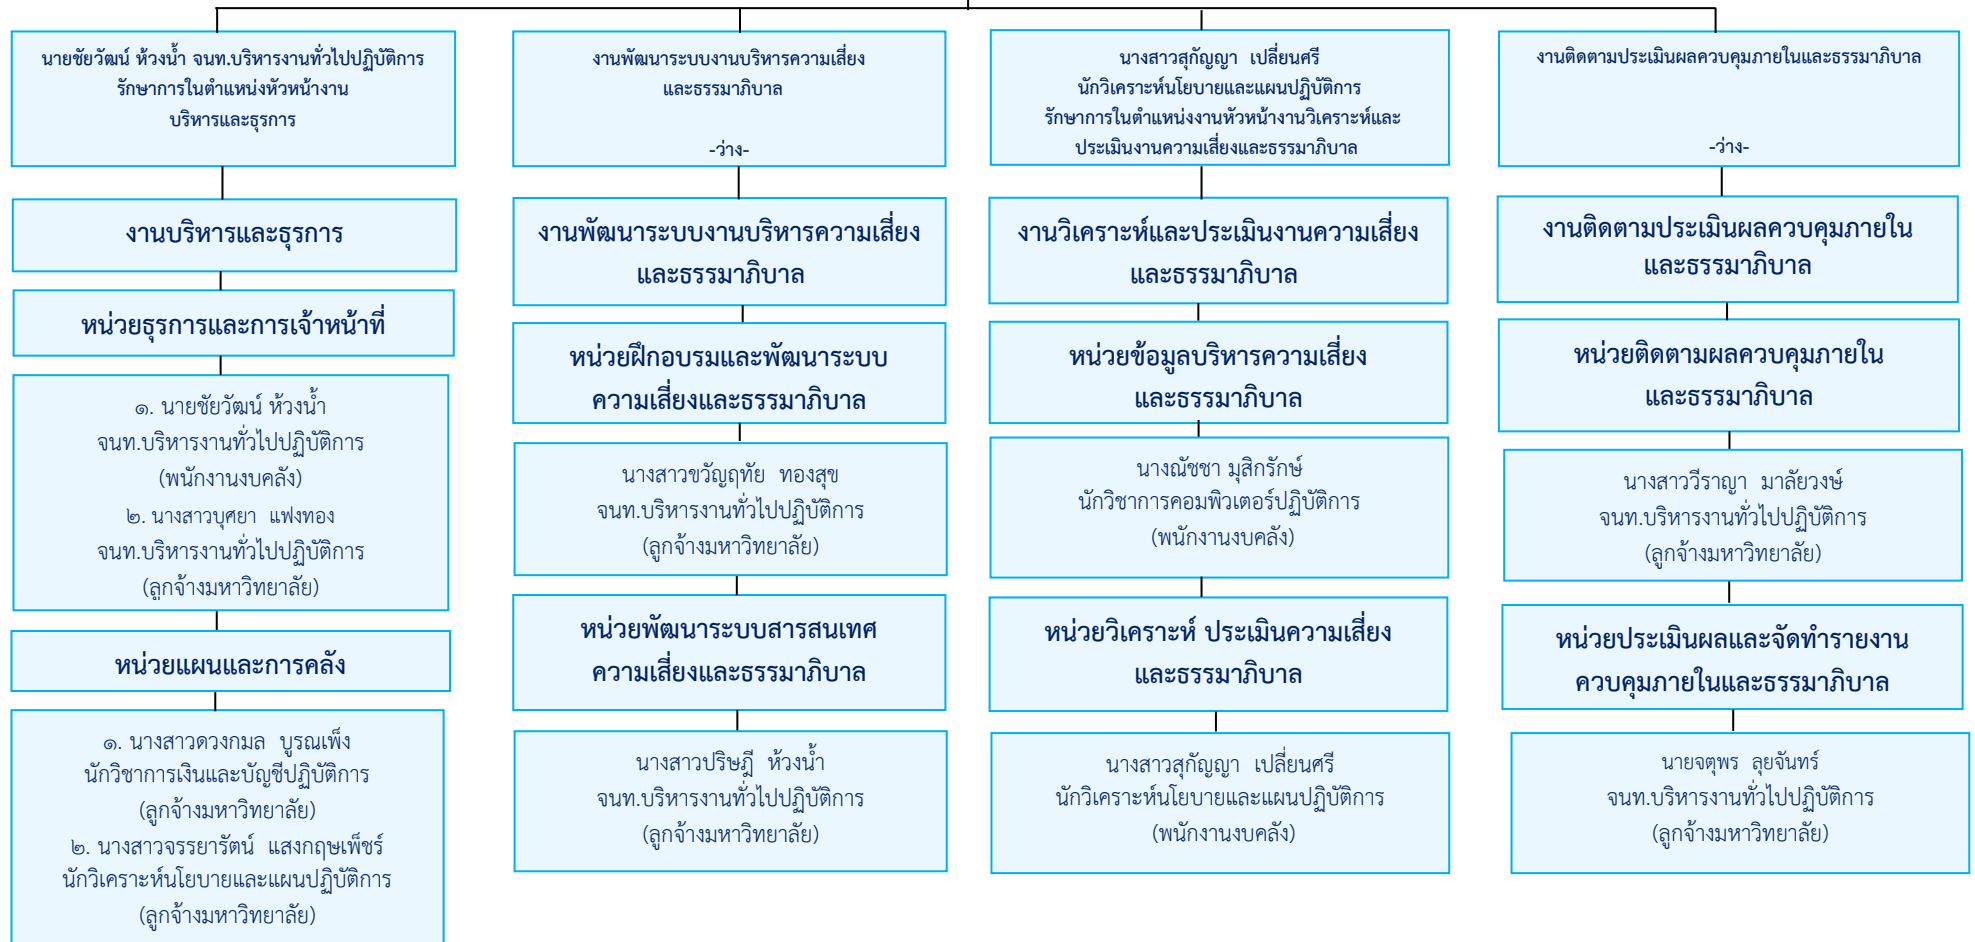 นายชัยวัฒน์ ห้วงน้ำ จนท.บริหารงานทั่วไปปฏิบัติการ
รักษาการในตำแหน่งหัวหน้างาน
บริหารและธุรการ
งานบริหารและธุรการ
หน่วยธุรการและการเจ้าหน้าที่
๑. นายชัยวัฒน์ ห้วงน้ำ
จนท.บริหารงานทั่วไปปฏิบัติการ
(พนักงานงบคลัง)
๒. นางสาวบุศยา แฟงทอง
จนท.บริหารงานทั่วไปปฏิบัติการ
(ลูกจ้างมหาวิทยาลัย)
หน่วยแผนและการคลัง
๑. นางสาวดวงกมล บูรณเพ็ง
นักวิชาการเงินและบัญชีปฏิบัติการ
(ลูกจ้างมหาวิทยาลัย)
๒. นางสาวจรรยารัตน์ แสงกฤษเพ็ชร์
นักวิเคราะห์นโยบายและแผนปฏิบัติการ
(ลูกจ้างมหาวิทยาลัย)
งานพัฒนาระบบงานบริหารความเสี่ยง
และธรรมาภิบาล
-ว่าง-
งานพัฒนาระบบงานบริหารความเสี่ยง
และธรรมาภิบาล
หน่วยฝึกอบรมและพัฒนาระบบ
ความเสี่ยงและธรรมาภิบาล
นางสาวขวัญฤทัย ทองสุข
จนท.บริหารงานทั่วไปปฏิบัติการ
(ลูกจ้างมหาวิทยาลัย)
หน่วยพัฒนาระบบสารสนเทศ
ความเสี่ยงและธรรมาภิบาล
นางสาวปริษฎี ห้วงน้ำ
จนท.บริหารงานทั่วไปปฏิบัติการ
(ลูกจ้างมหาวิทยาลัย)
นางสาวสุกัญญา เปลี่ยนศรี
นักวิเคราะห์นโยบายและแผนปฏิบัติการ
รักษาการในตำแหน่งงานหัวหน้างานวิเคราะห์และ
ประเมินงานความเสี่ยงและธรรมาภิบาล
งานวิเคราะห์และประเมินงานความเสี่ยง
และธรรมาภิบาล
หน่วยข้อมูลบริหารความเสี่ยง
และธรรมาภิบาล
นางณัชชา มุสิกรักษ์
นักวิชาการคอมพิวเตอร์ปฏิบัติการ
(พนักงานงบคลัง)
หน่วยวิเคราะห์ ประเมินความเสี่ยง
และธรรมาภิบาล
นางสาวสุกัญญา เปลี่ยนศรี
นักวิเคราะห์นโยบายและแผนปฏิบัติการ
(พนักงานงบคลัง)
งานติดตามประเมินผลควบคุมภายในและธรรมาภิบาล
-ว่าง-
งานติดตามประเมินผลควบคุมภายใน
และธรรมาภิบาล
หน่วยติดตามผลควบคุมภายใน
และธรรมาภิบาล
นางสาววีราญา มาลัยวงษ์
จนท.บริหารงานทั่วไปปฏิบัติการ
(ลูกจ้างมหาวิทยาลัย)
หน่วยประเมินผลและจัดทำรายงาน
ควบคุมภายในและธรรมาภิบาล
นายจตุพร ลุยจันทร์
จนท.บริหารงานทั่วไปปฏิบัติการ
(ลูกจ้างมหาวิทยาลัย)